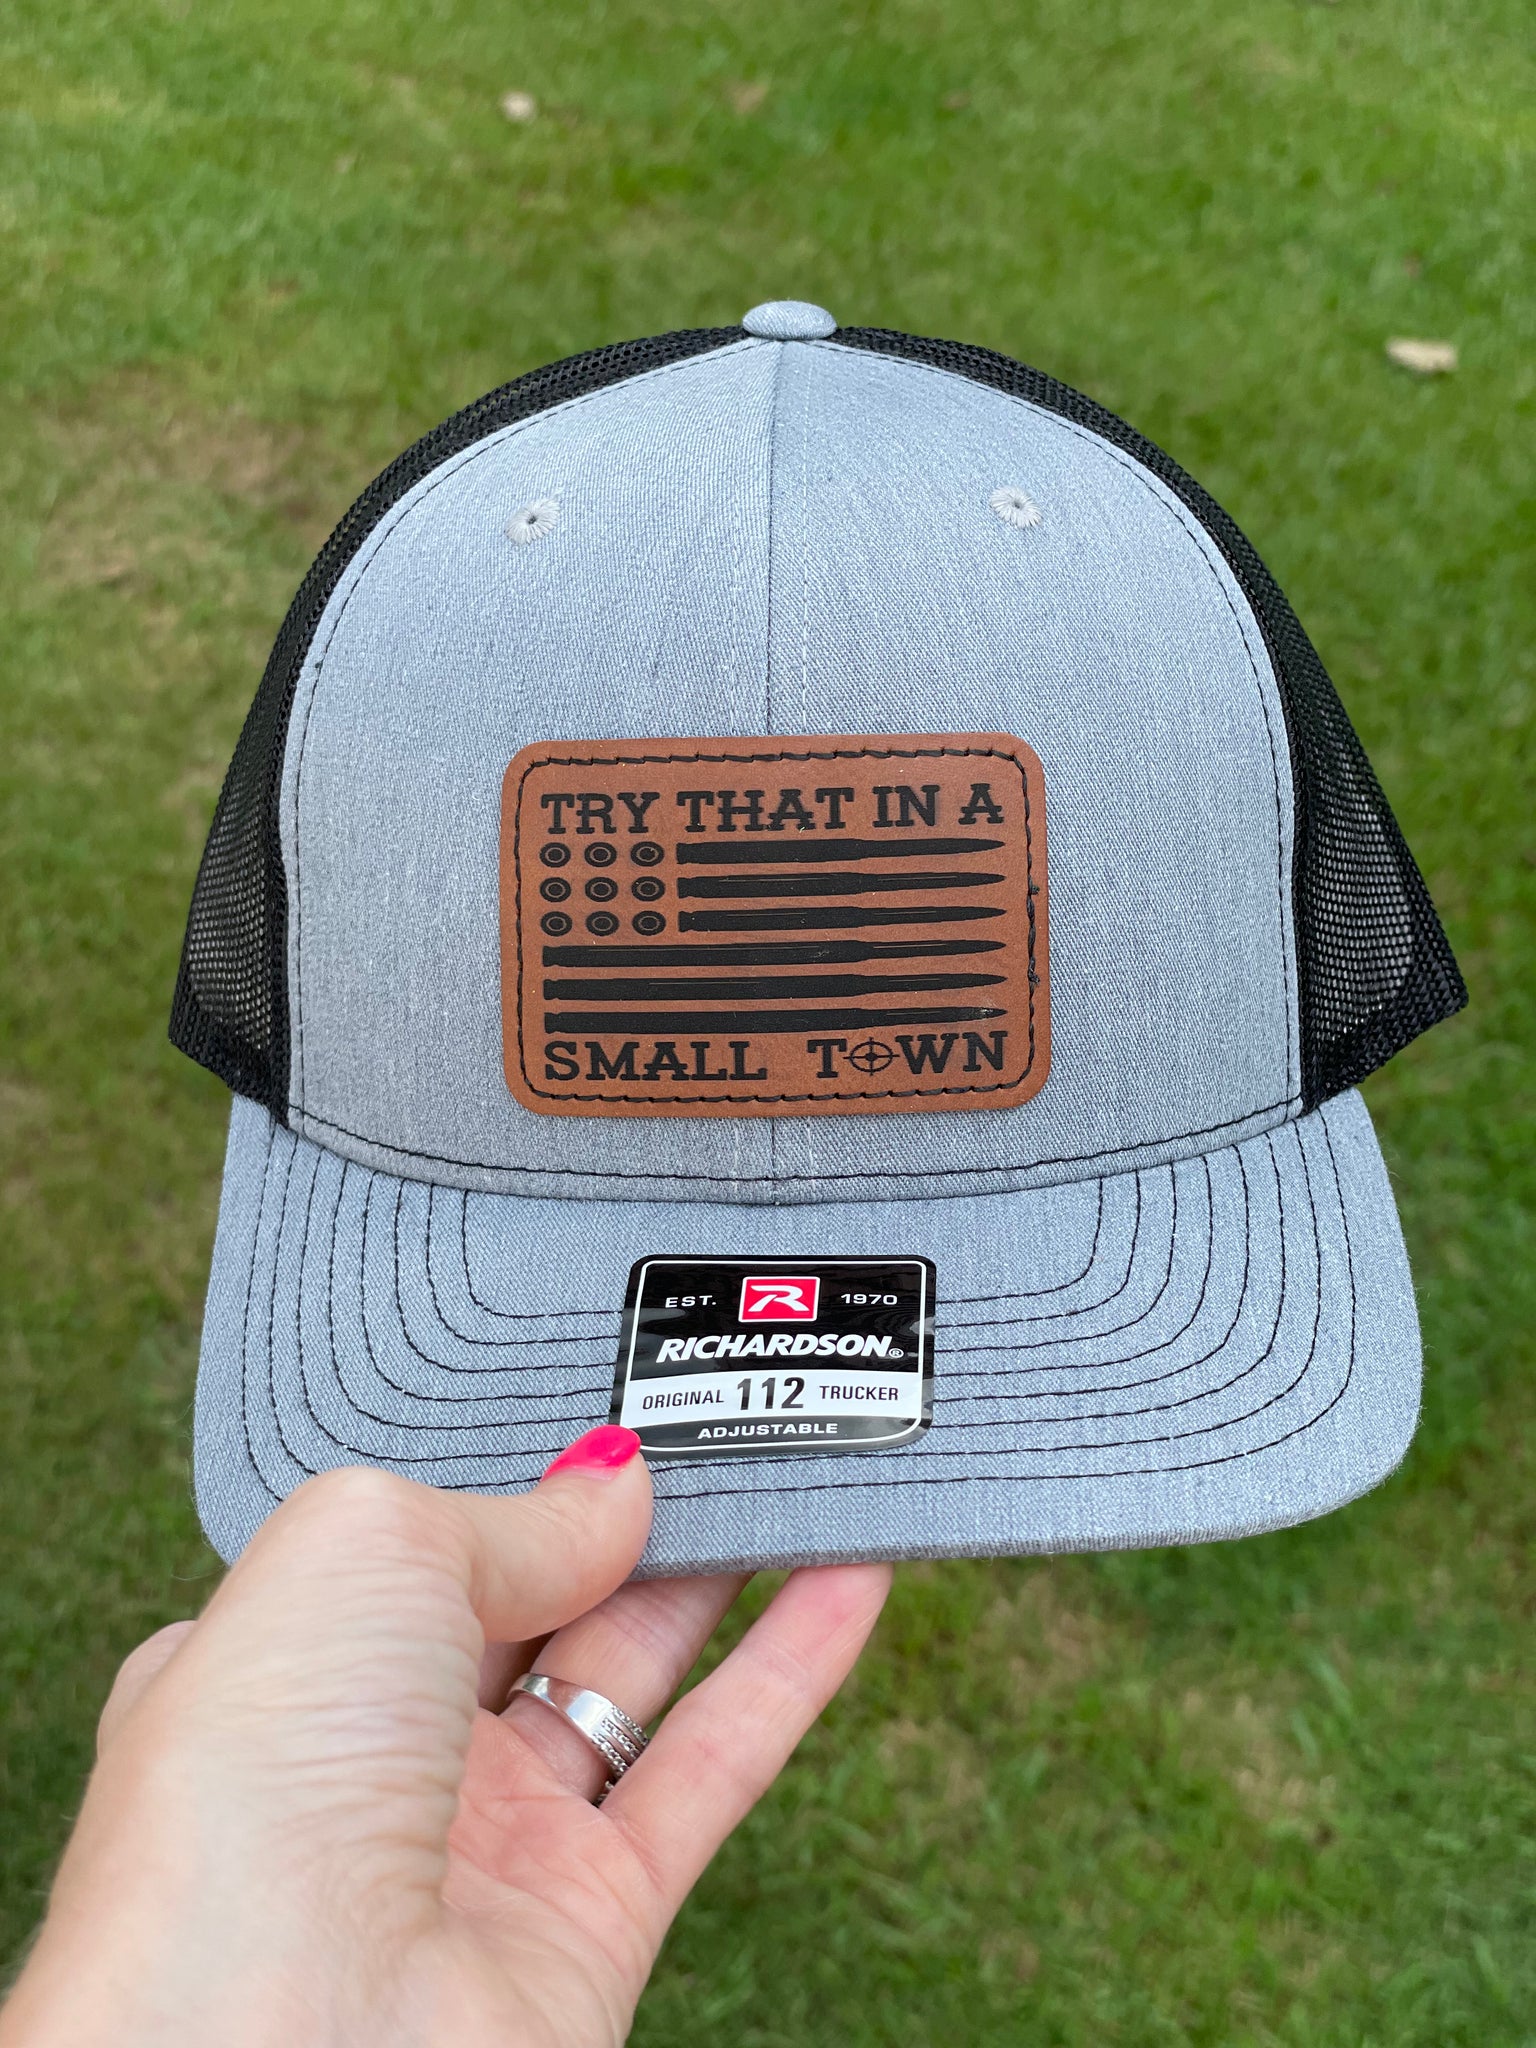 TRY THAT IN A
SMALL TOWN
EST. R 1970
RICHARDSON®
ORIGINAL 112 TRUCKER
ADJUSTABLE